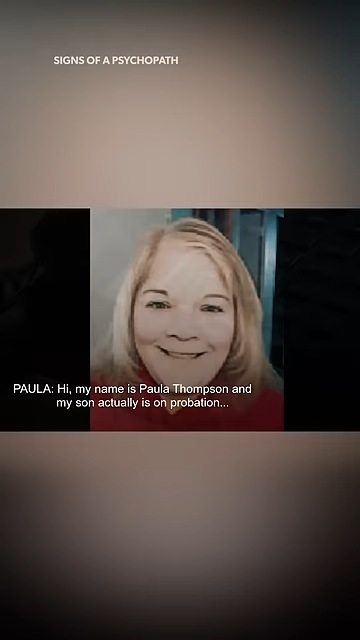 SIGNS OF A PSYCHOPATH
PAULA: Hi, my name is Paula Thompson and
my son actually is on probation...